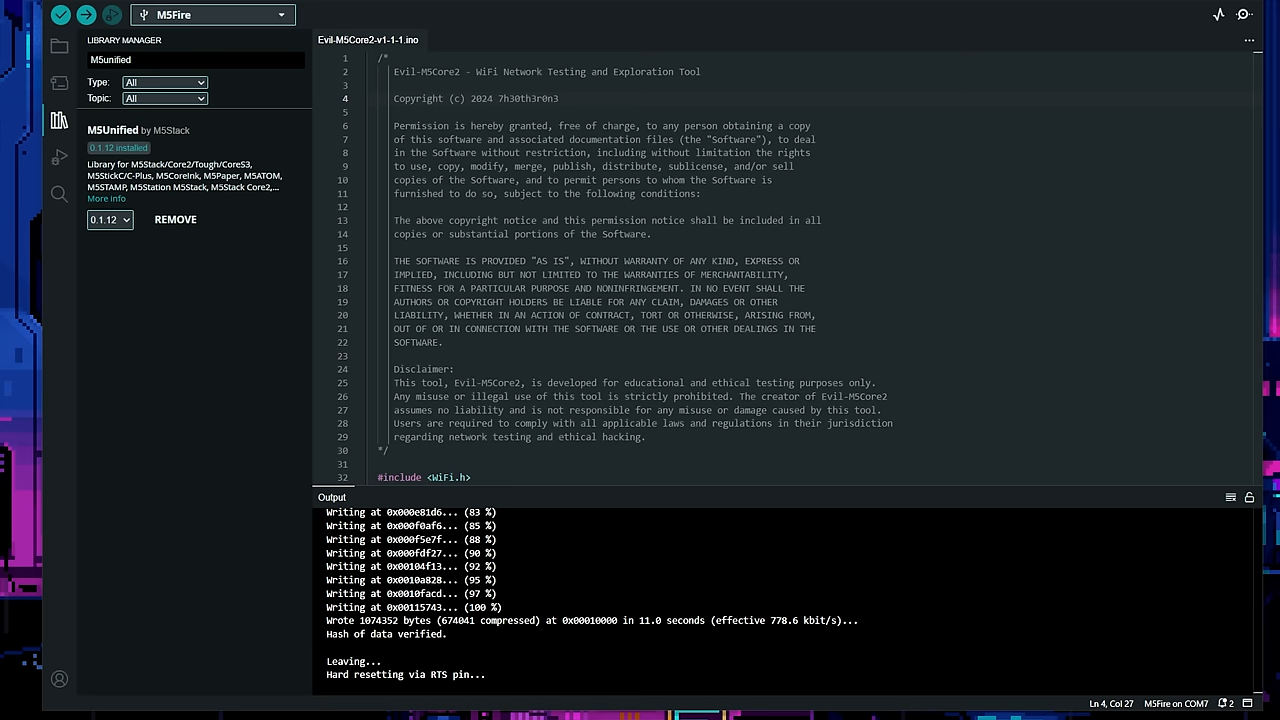 M5Fire
LIBRARY MANAGER
M5unified
Type: All
Topic: All
M5Unified by M5Stack
0.1.12 installed
Library for M5Stack/Core2/Tough/CoreS3,
M5StickC/C-Plus, M5CoreInk, M5Paper, M5ATOM,
M5STAMP, M5Station M5Stack, M5Stack Core2,...
More info
0.1.12 REMOVE
Evil-M5Core2-v1-1-1.ino
1 /*
2 Evil-M5Core2 - WiFi Network Testing and Exploration Tool
3
4 Copyright (c) 2024 7h30th3r0n3
5
6 Permission is hereby granted, free of charge, to any person obtaining a copy
7 of this software and associated documentation files (the "Software"), to deal
8 in the Software without restriction, including without limitation the rights
9 to use, copy, modify, merge, publish, distribute, sublicense, and/or sell
10 copies of the Software, and to permit persons to whom the Software is
11 furnished to do so, subject to the following conditions:
12
13 The above copyright notice and this permission notice shall be included in all
14 copies or substantial portions of the Software.
15
16 THE SOFTWARE IS PROVIDED "AS IS", WITHOUT WARRANTY OF ANY KIND, EXPRESS OR
17 IMPLIED, INCLUDING BUT NOT LIMITED TO THE WARRANTIES OF MERCHANTABILITY,
18 FITNESS FOR A PARTICULAR PURPOSE AND NONINFRINGEMENT. IN NO EVENT SHALL THE
19 AUTHORS OR COPYRIGHT HOLDERS BE LIABLE FOR ANY CLAIM, DAMAGES OR OTHER
20 LIABILITY, WHETHER IN AN ACTION OF CONTRACT, TORT OR OTHERWISE, ARISING FROM,
21 OUT OF OR IN CONNECTION WITH THE SOFTWARE OR THE USE OR OTHER DEALINGS IN THE
22 SOFTWARE.
23
24 Disclaimer:
25 This tool, Evil-M5Core2, is developed for educational and ethical testing purposes only.
26 Any misuse or illegal use of this tool is strictly prohibited. The creator of Evil-M5Core2
27 assumes no liability and is not responsible for any misuse or damage caused by this tool.
28 Users are required to comply with all applicable laws and regulations in their jurisdiction
29 regarding network testing and ethical hacking.
30 */
31
32 #include <WiFi.h>
Output
Writing at 0x000e81d6... (83 %)
Writing at 0x000f0af6... (85 %)
Writing at 0x000f5e7f... (88 %)
Writing at 0x000fdf27... (90 %)
Writing at 0x00104f13... (92 %)
Writing at 0x0010a828... (95 %)
Writing at 0x0010facd... (97 %)
Writing at 0x00115743... (100 %)
Wrote 1074352 bytes (674041 compressed) at 0x00010000 in 11.0 seconds (effective 778.6 kbit/s)...
Hash of data verified.
Leaving...
Hard resetting via RTS pin...
Ln 4, Col 27 M5Fire on COM7 2